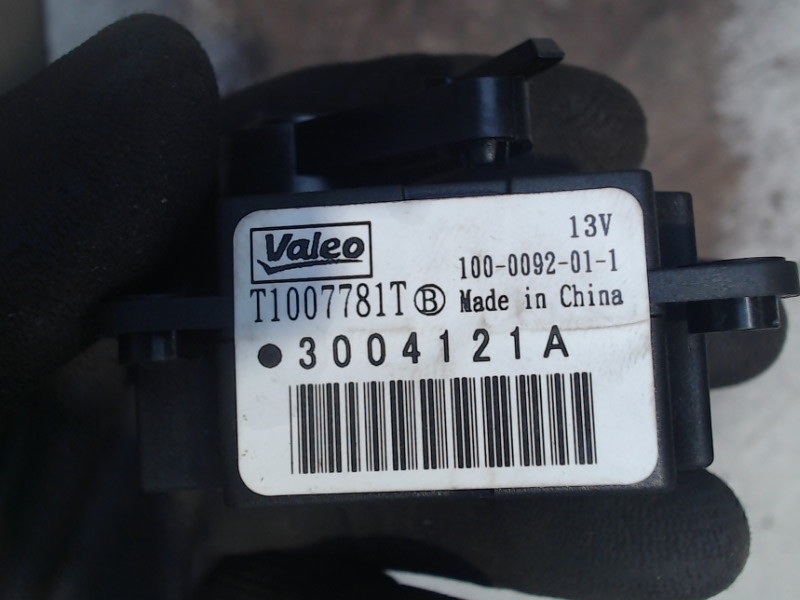 Valeo
13V
100-0092-01-1
T1007781T Ⓑ Made in China
●3004121A